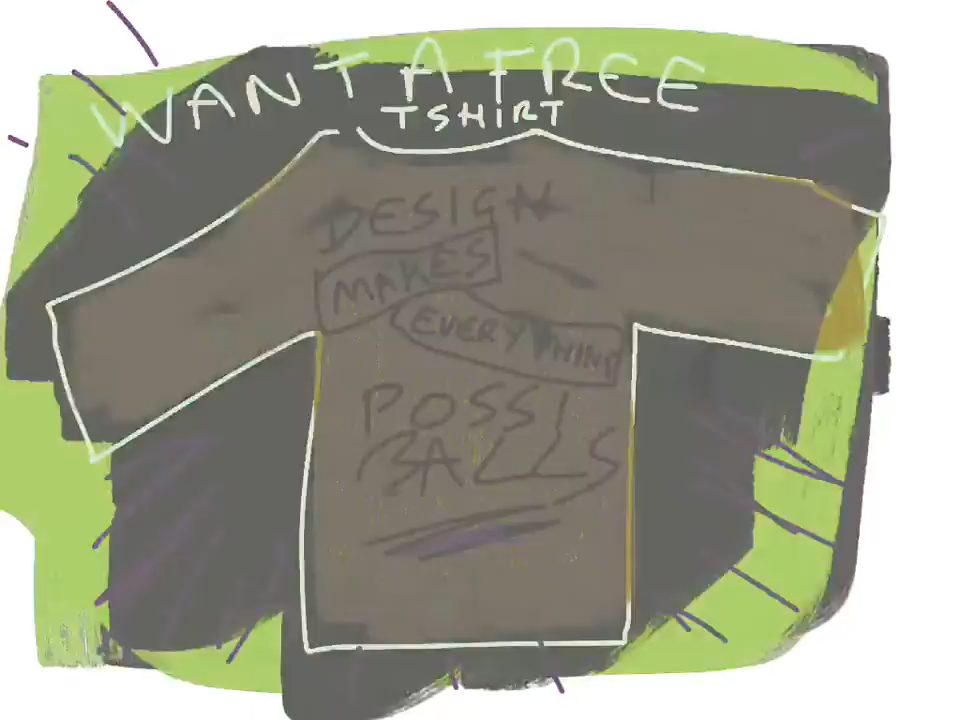 WANT A FREE
TSHIRT
DESIGN
MAKES
EVERYTHING
POSSI
BALLS